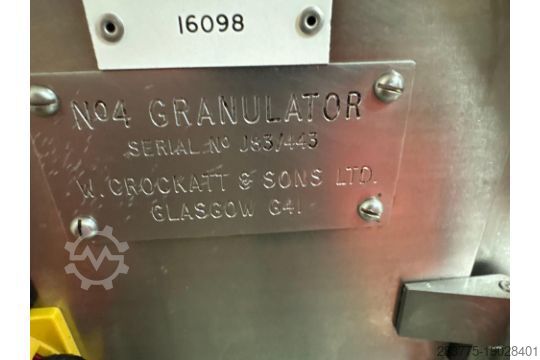 16098
No4 GRANULATOR
SERIAL No J83/443
W. CROCKATT & SONS LTD.
GLASGOW G41